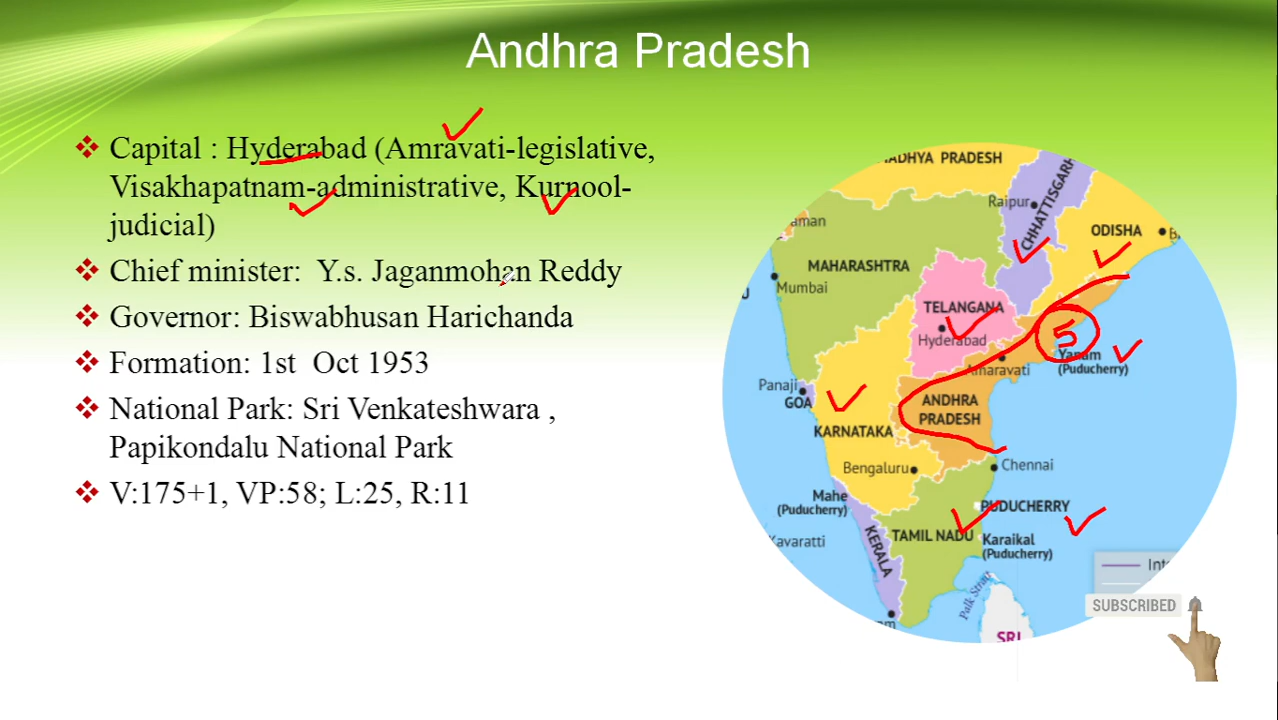 Andhra Pradesh
Capital : Hyderabad (Amravati-legislative,
Visakhapatnam-administrative, Kurnool-
judicial)
Chief minister: Y.s. Jaganmohan Reddy
Governor: Biswabhusan Harichanda
Formation: 1st Oct 1953
National Park: Sri Venkateshwara ,
Papikondalu National Park
V:175+1, VP:58; L:25, R:11
ADHYA PRADESH
Raipur
CHHATTISGARH
aman
ODISHA
B
MAHARASHTRA
Mumbai
U
TELANGANA
Hyderabad
5
Yanam
(Puducherry)
Amaravati
Panaji
GOA
ANDHRA
PRADESH
KARNATAKA
Bengaluru
Chennai
Mahe
(Puducherry)
PUDUCHERRY
KERALA
TAMIL NADU
Karaikal
(Puducherry)
Kavaratti
Palk Strait
Int
m
SRI
SUBSCRIBED